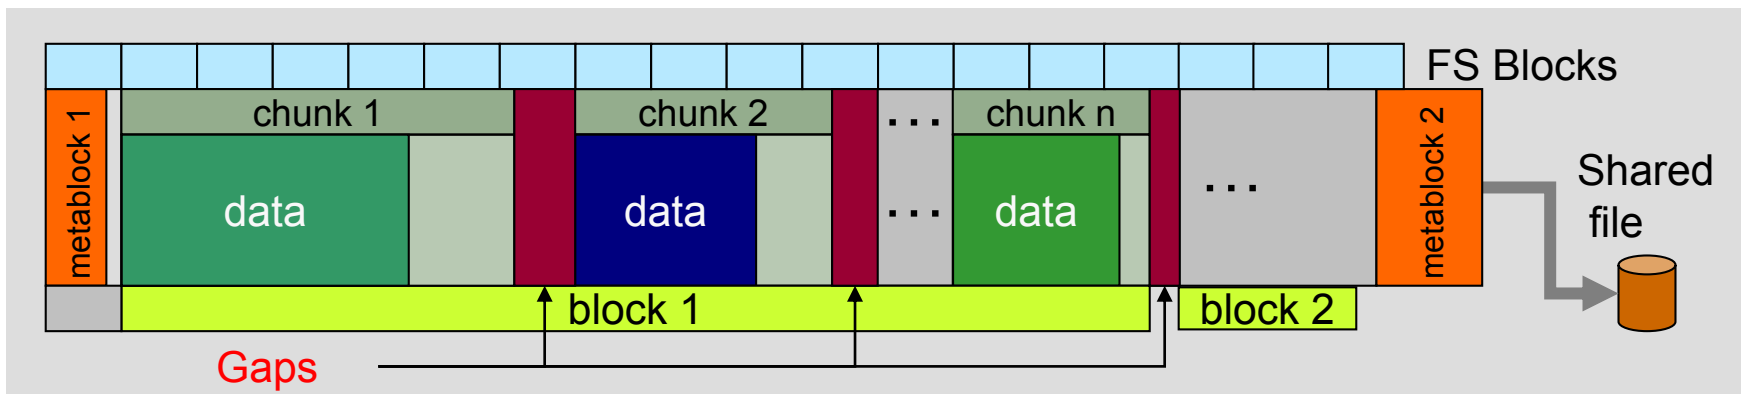 FS Blocks
metablock 1
chunk 1
chunk 2
...
chunk n
metablock 2
data
data
...
data
...
Shared
file
block 1
block 2
Gaps